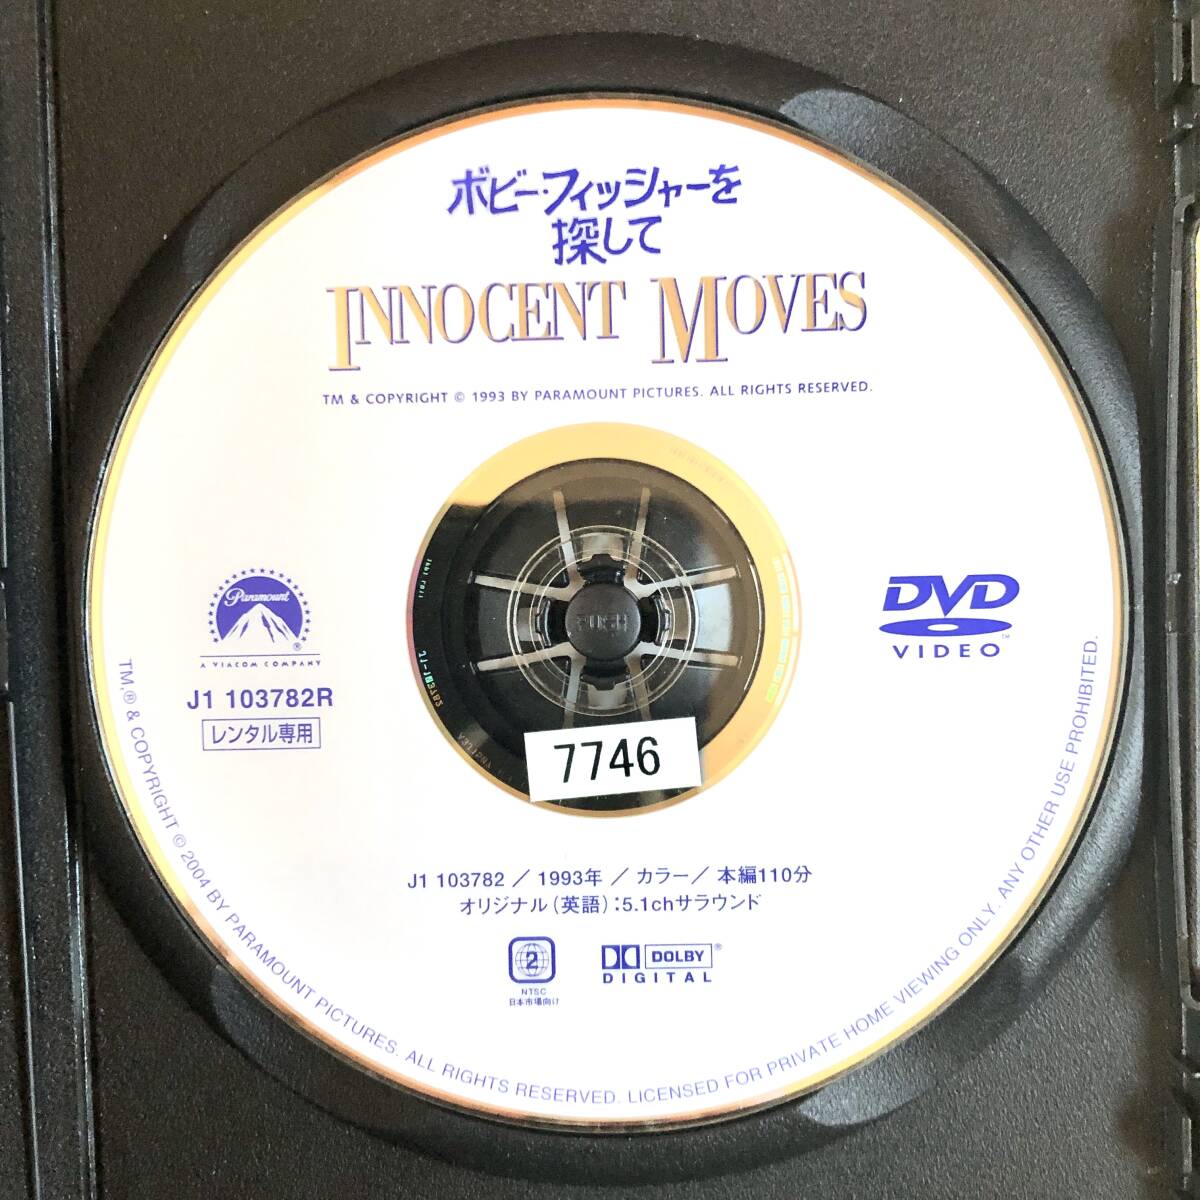 ボビー・フィッシャーを
探して
INNOCENT MOVES
TM & COPYRIGHT © 1993 BY PARAMOUNT PICTURES. ALL RIGHTS RESERVED.
Paramount
®
A VIACOM COMPANY
J1 103782R
レンタル専用
DVD
VIDEO™
PUSH
7746
J1 103782 ／ 1993年 ／ カラー ／ 本編110分
オリジナル（英語）：5.1chサラウンド
2
NTSC
日本市場向け
DOLBY®
DIGITAL
TM,® & COPYRIGHT © 2004 BY PARAMOUNT PICTURES. ALL RIGHTS RESERVED. LICENSED FOR PRIVATE HOME VIEWING ONLY. ANY OTHER USE PROHIBITED.